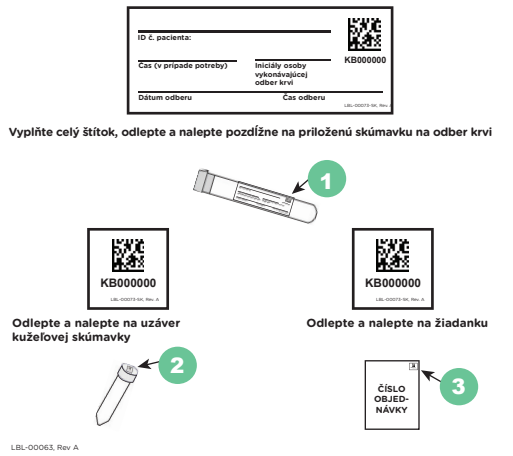 ID č. pacienta:
KB000000
Čas (v prípade potreby)
Iniciály osoby
vykonávajúcej
odber krvi
Dátum odberu
Čas odberu
LBL-00073-SK, Rev. A
Vyplňte celý štítok, odlepte a nalepte pozdĺžne na priloženú skúmavku na odber krvi
1
KB000000
LBL-00073-SK, Rev. A
KB000000
LBL-00073-SK, Rev. A
Odlepte a nalepte na uzáver
kužeľovej skúmavky
Odlepte a nalepte na žiadanku
2
ČÍSLO
OBJED-
NÁVKY
3
LBL-00063, Rev A